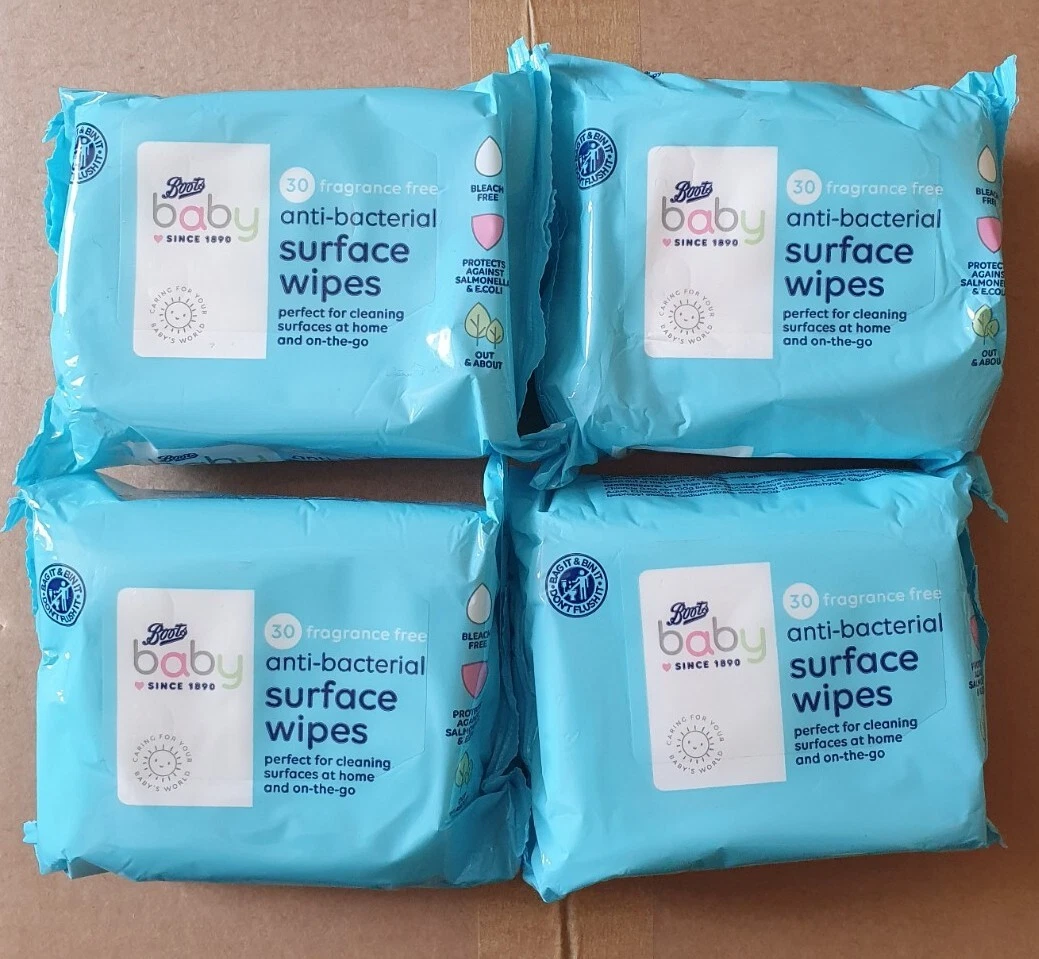 BAG IT & BIN IT
DON'T FLUSH IT
Boots
baby
SINCE 1890
CARING FOR YOUR
BABY'S WORLD
30 fragrance free
anti-bacterial
surface
wipes
perfect for cleaning
surfaces at home
and on-the-go
BLEACH
FREE
PROTECTS
AGAINST
SALMONELLA
& E.COLI
OUT
& ABOUT
IT & BIN IT
FLUSH IT
Boots
baby
SINCE 1890
CARING FOR YOUR
BABY'S WORLD
30 fragrance free
anti-bacterial
surface
wipes
perfect for cleaning
surfaces at home
and on-the-go
BLEACH
FREE
PROTECTS
AGAINST
SALMONELLA
& E.COLI
OUT
& ABOUT
BAG IT & BIN IT
DON'T FLUSH IT
Boots
baby
SINCE 1890
CARING FOR YOUR
BABY'S WORLD
30 fragrance free
anti-bacterial
surface
wipes
perfect for cleaning
surfaces at home
and on-the-go
BLEACH
FREE
BAG IT & BIN IT
DON'T FLUSH IT
Boots
baby
SINCE 1890
CARING FOR YOUR
BABY'S WORLD
30 fragrance free
anti-bacterial
surface
wipes
perfect for cleaning
surfaces at home
and on-the-go